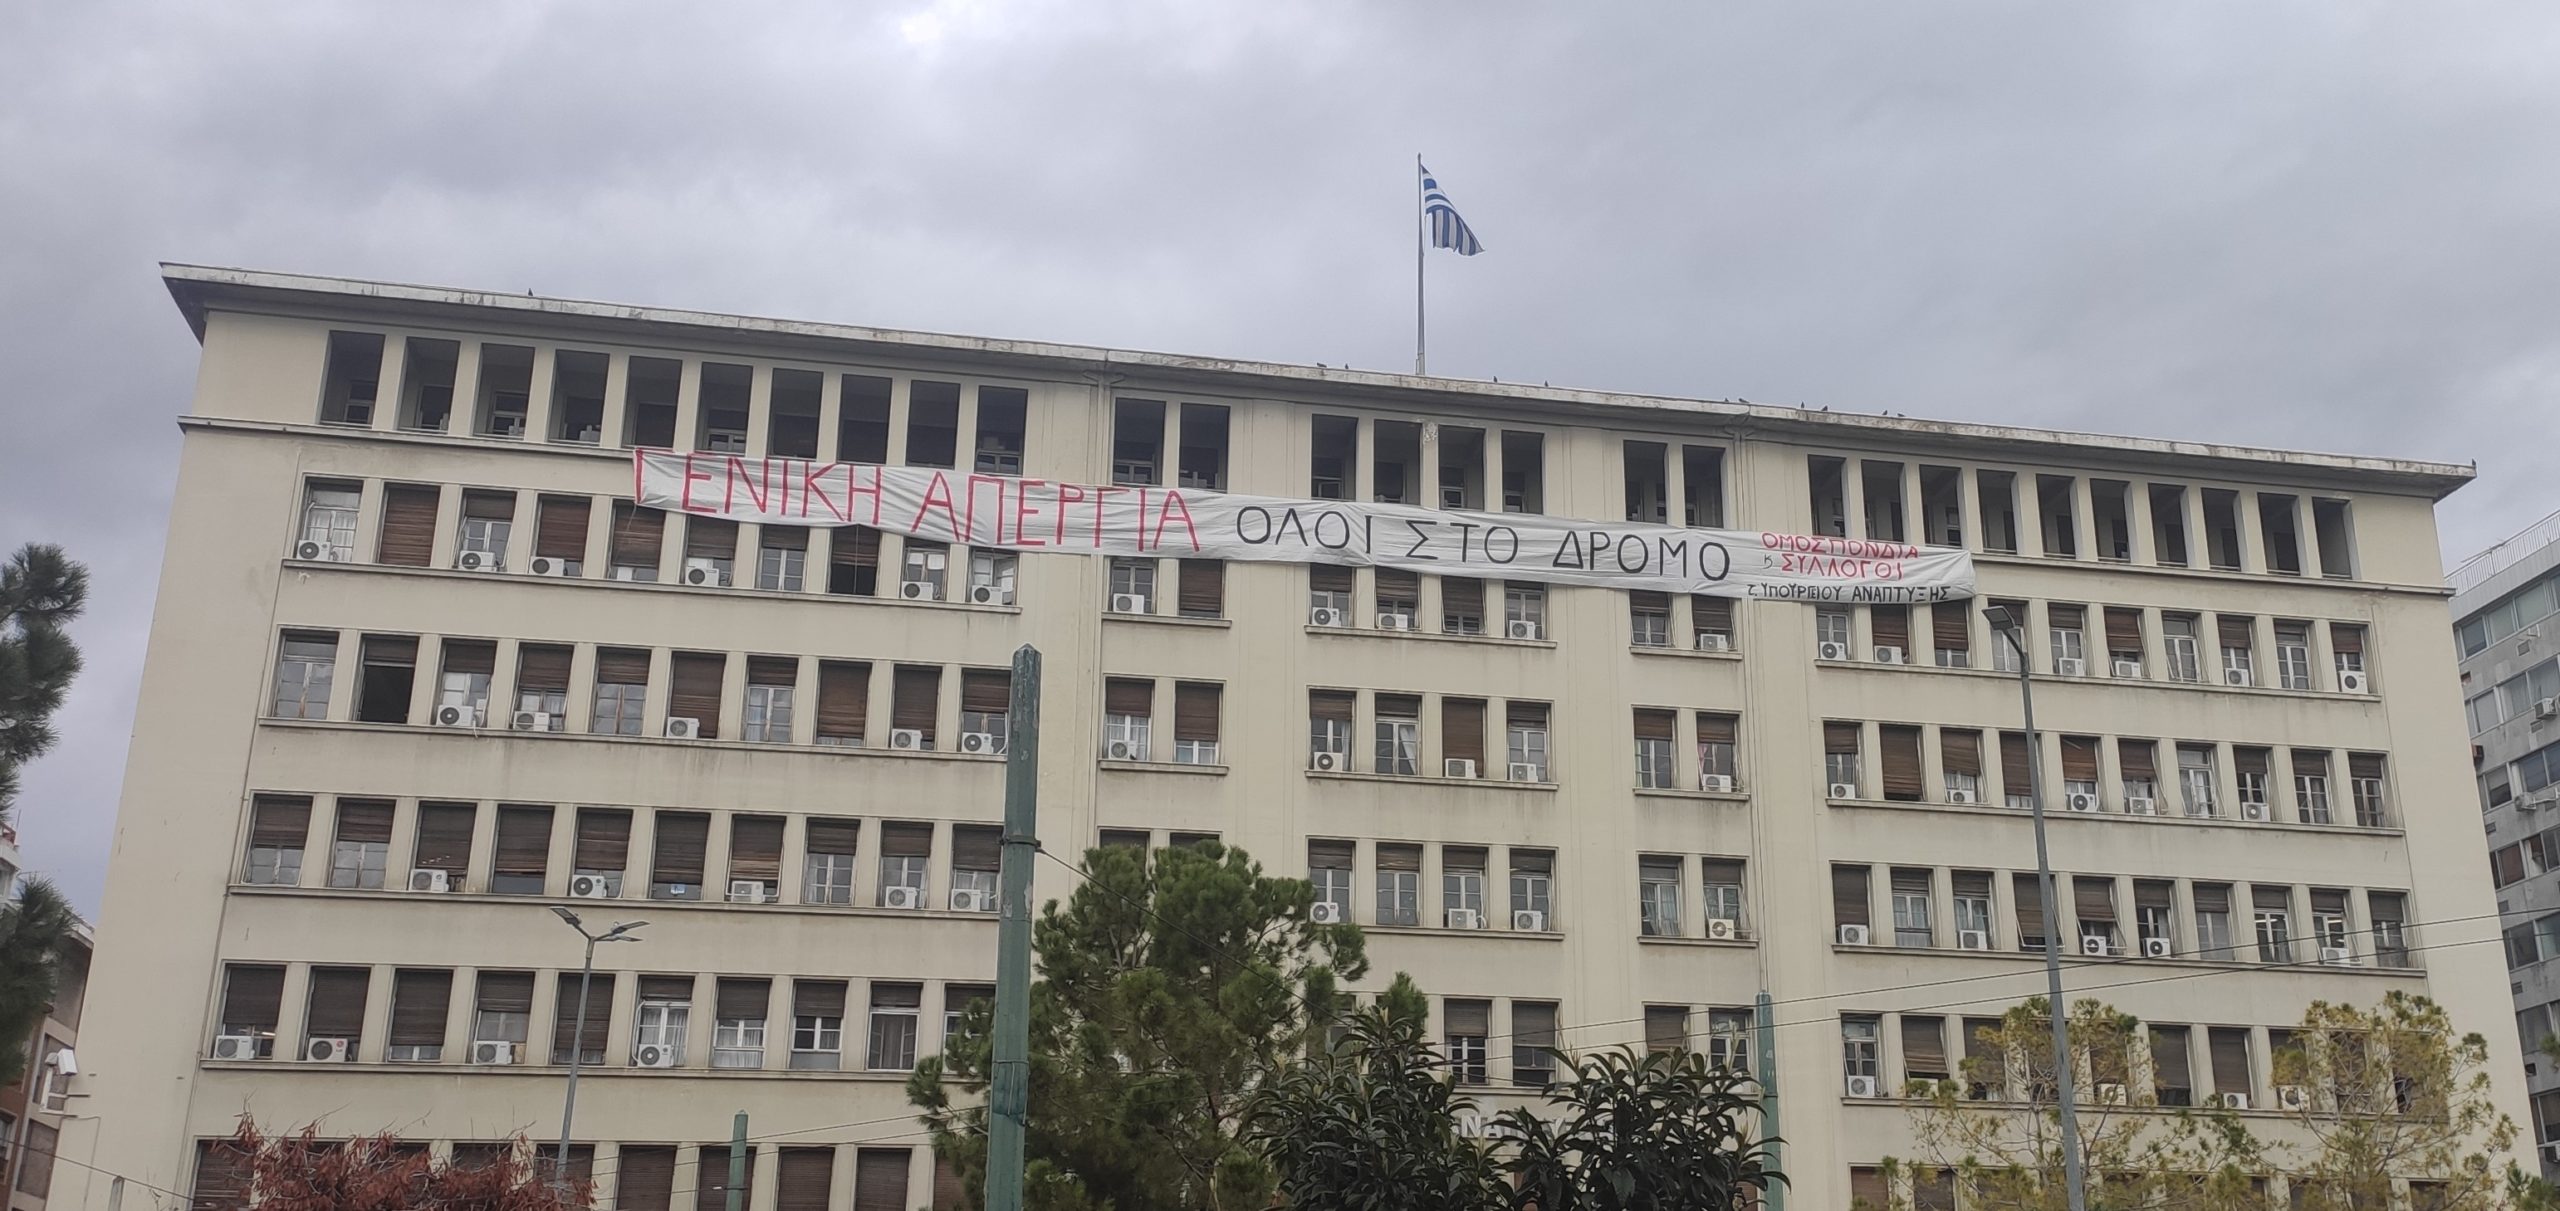 ΓΕΝΙΚΗ ΑΠΕΡΓΙΑ ΟΛΟΙ ΣΤΟ ΔΡΟΜΟ
ΟΜΟΣΠΟΝΔΙΑ
κ ΣΥΛΛΟΓΟΙ
τ. ΥΠΟΥΡΓΕΙΟΥ ΑΝΑΠΤΥΞΗΣ